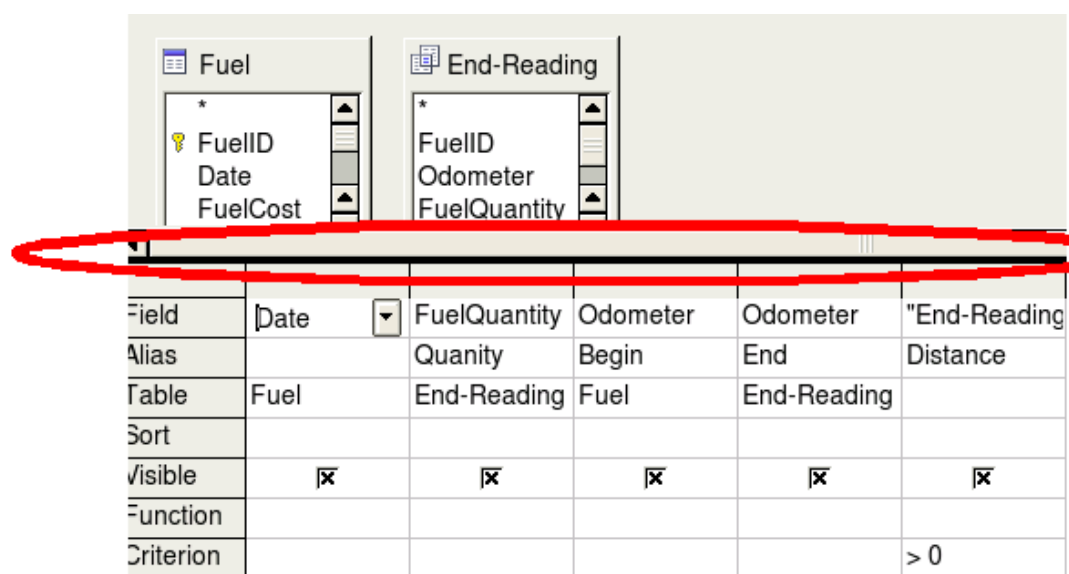 Fuel End-Reading
* *
FuelID FuelID
Date Odometer
FuelCost FuelQuantity
Field Date FuelQuantity Odometer Odometer "End-Reading
Alias Quanity Begin End Distance
Table Fuel End-Reading Fuel End-Reading
Sort
Visible
Function
Criterion > 0